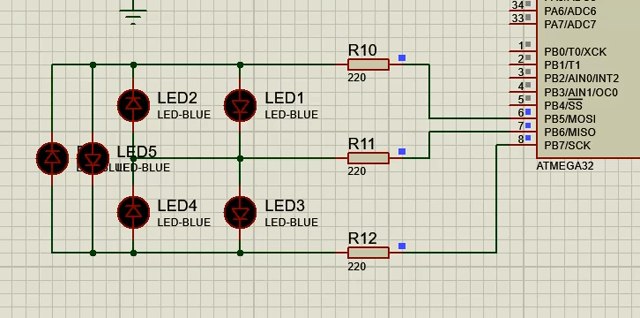 34
PA6/ADC6
33
PA7/ADC7
R10
220
1
PB0/T0/XCK
2
PB1/T1
3
PB2/AIN0/INT2
4
PB3/AIN1/OC0
5
PB4/SS
6
PB5/MOSI
7
PB6/MISO
8
PB7/SCK
ATMEGA32
LED2
LED-BLUE
LED1
LED-BLUE
R11
220
LED5
LED4
LED-BLUE
LED3
LED-BLUE
R12
220